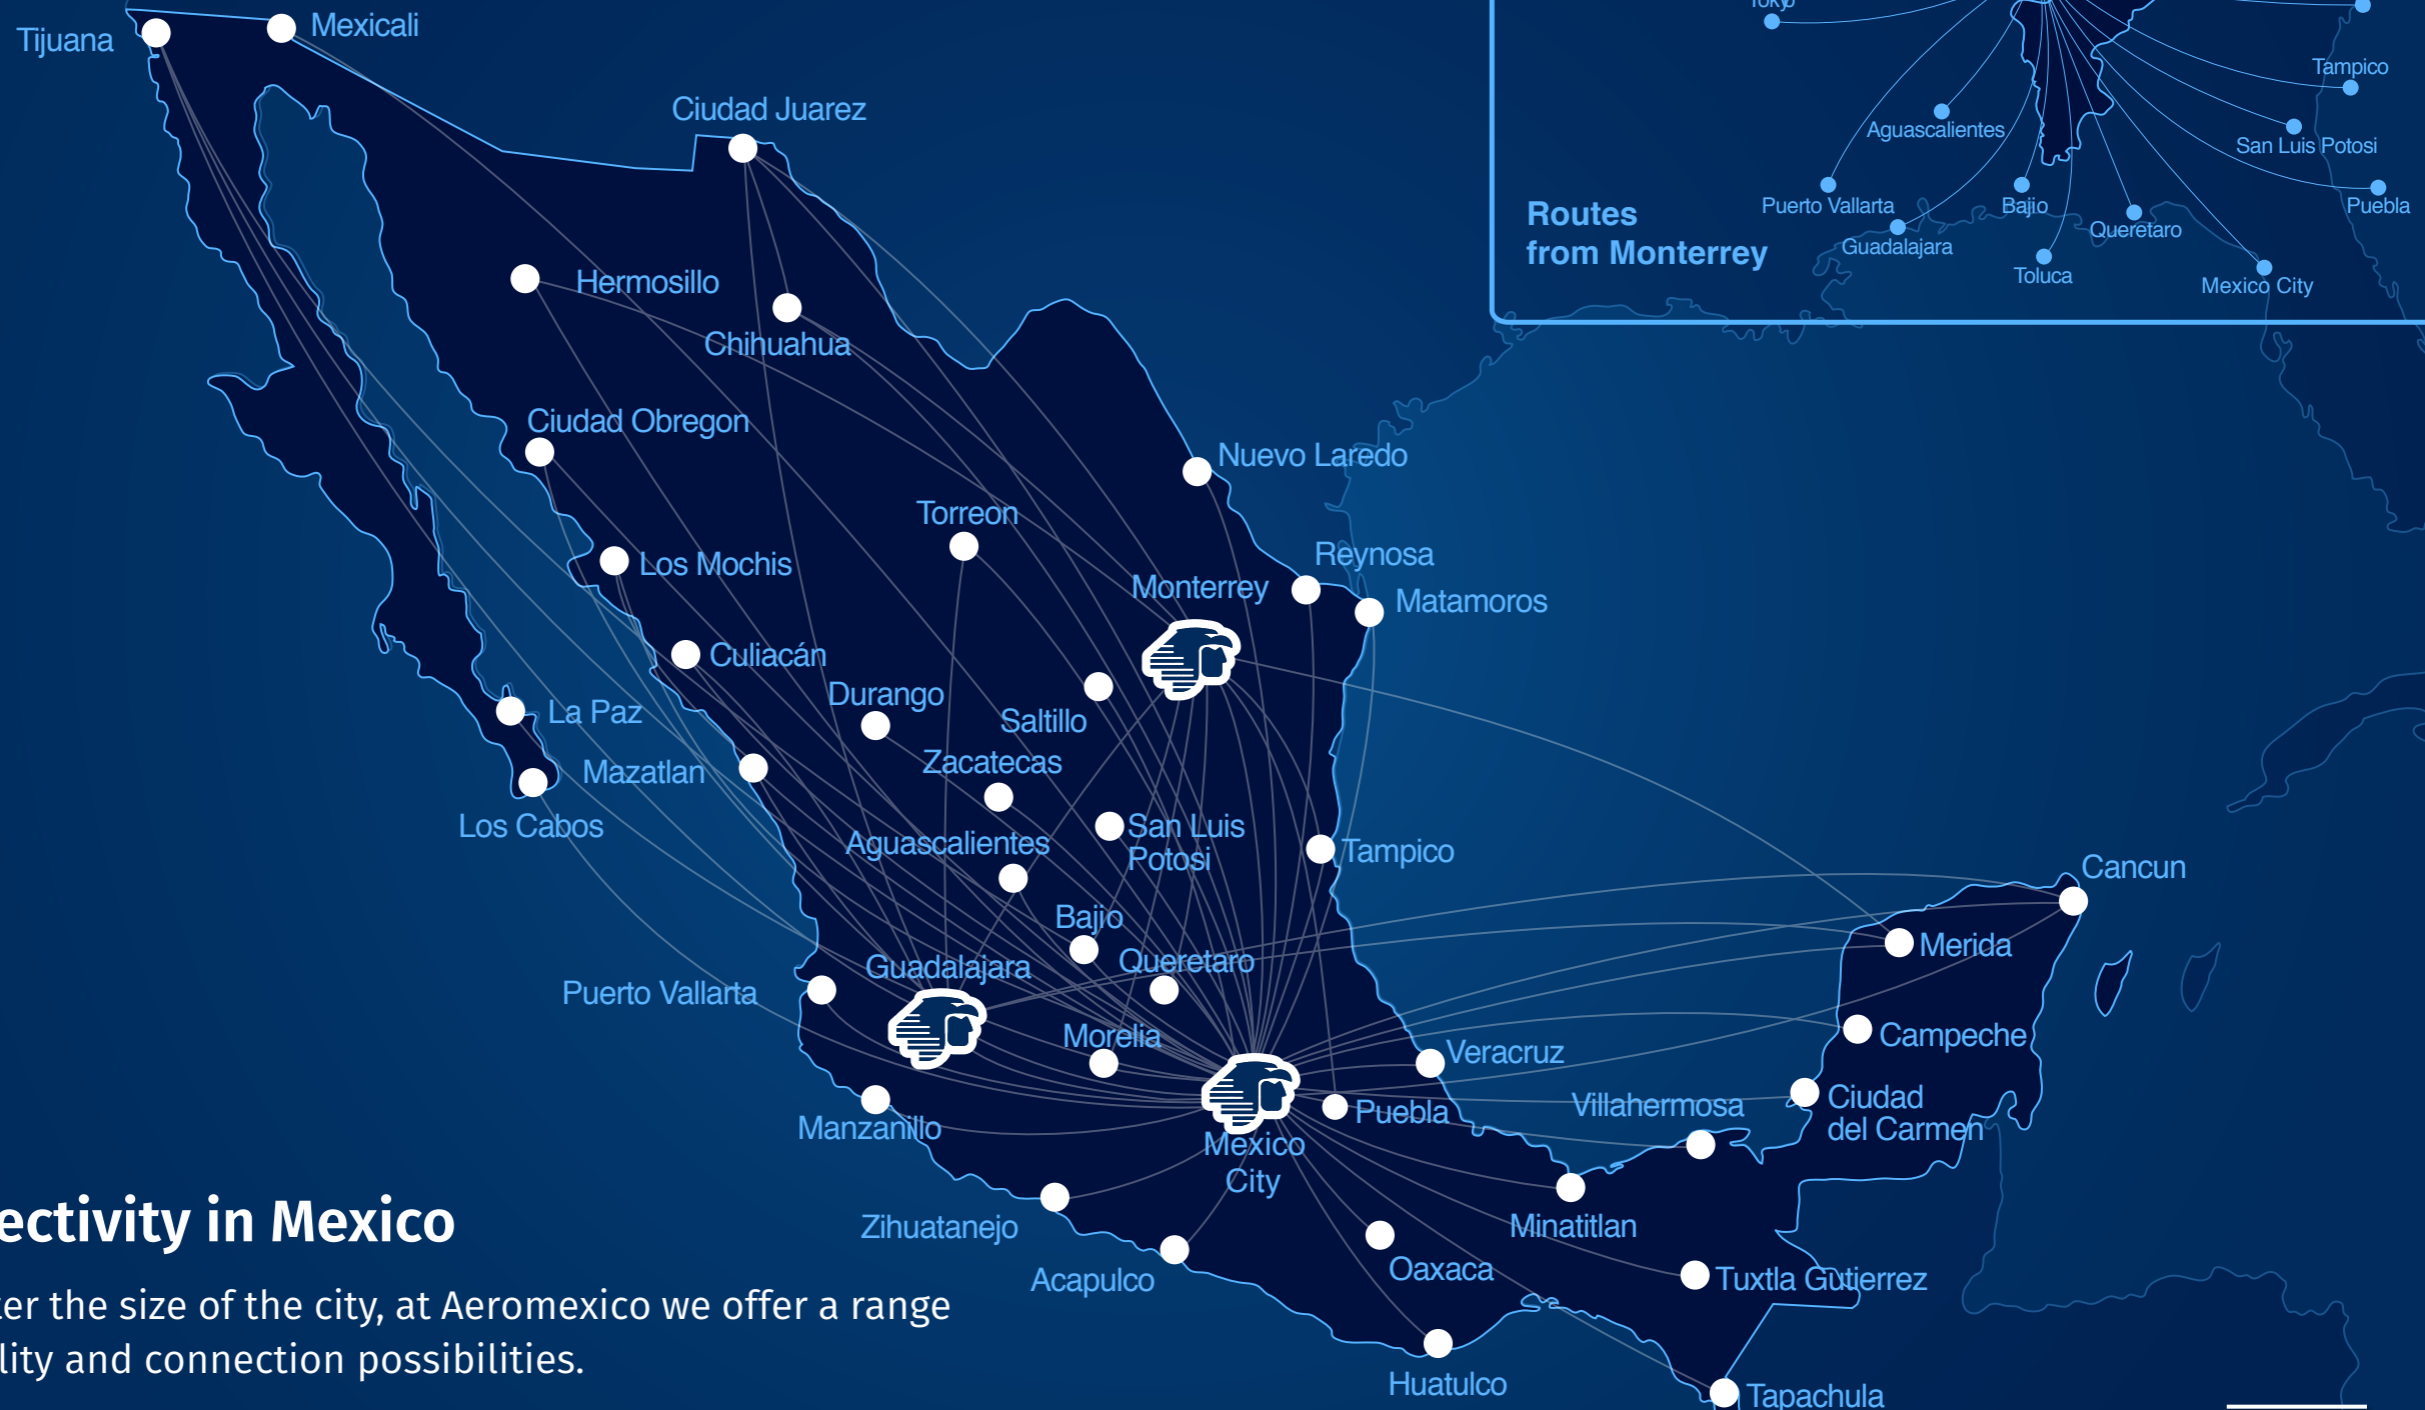 Tijuana
Mexicali
Ciudad Juarez
Hermosillo
Chihuahua
Ciudad Obregon
Nuevo Laredo
Torreon
Los Mochis
Reynosa
Monterrey
Matamoros
Culiacán
Durango
La Paz
Saltillo
Mazatlan
Zacatecas
Los Cabos
San Luis
Potosi
Aguascalientes
Tampico
Cancun
Bajio
Merida
Queretaro
Guadalajara
Puerto Vallarta
Morelia
Campeche
Veracruz
Villahermosa
Ciudad
del Carmen
Puebla
Manzanillo
Mexico
City
Zihuatanejo
Minatitlan
Acapulco
Oaxaca
Tuxtla Gutierrez
Huatulco
Tapachula
Tampico
Aguascalientes
San Luis Potosi
Puerto Vallarta
Bajio
Puebla
Queretaro
Guadalajara
Toluca
Mexico City
Routes
from Monterrey
ectivity in Mexico
er the size of the city, at Aeromexico we offer a range
lity and connection possibilities.